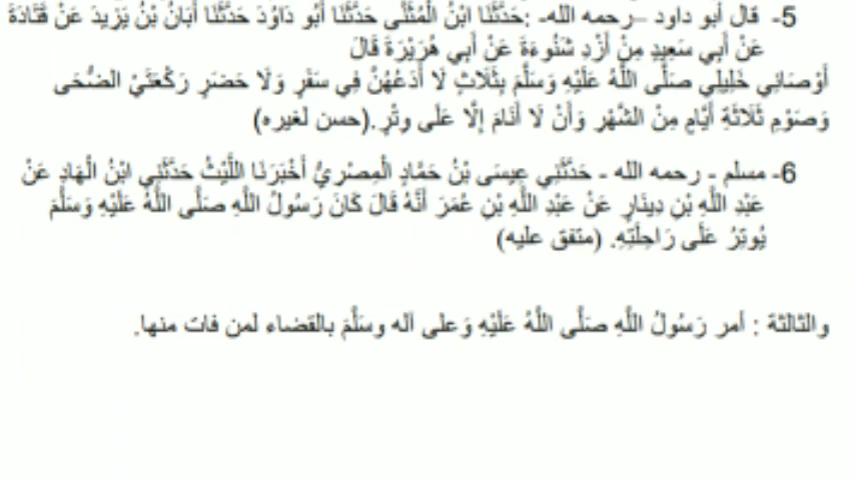 5- قال أبو داود –رحمه الله- :حَدَّثَنَا ابْنُ الْمُثَنَّى حَدَّثَنَا أَبُو دَاوُدَ حَدَّثَنَا أَبَانُ بْنُ يَزِيدَ عَنْ قَتَادَةَ
عَنْ أَبِي سَعِيدٍ مِنْ أَزْدِ شَنُوءَةَ عَنْ أَبِي هُرَيْرَةَ قَالَ
أَوْصَانِي خَلِيلِي صَلَّى اللَّهُ عَلَيْهِ وَسَلَّمَ بِثَلَاثٍ لَا أَدَعُهُنَّ فِي سَفَرٍ وَلَا حَضَرٍ رَكْعَتَيْ الضُّحَى
وَصَوْمِ ثَلَاثَةِ أَيَّامٍ مِنْ الشَّهْرِ وَأَنْ لَا أَنَامَ إِلَّا عَلَى وِتْرٍ.(حسن لغيره)
6- مسلم - رحمه الله - حَدَّثَنِي عِيسَى بْنُ حَمَّادٍ الْمِصْرِيُّ أَخْبَرَنَا اللَّيْثُ حَدَّثَنِي ابْنُ الْهَادِ عَنْ
عَبْدِ اللَّهِ بْنِ دِينَارٍ عَنْ عَبْدِ اللَّهِ بْنِ عُمَرَ أَنَّهُ قَالَ كَانَ رَسُولُ اللَّهِ صَلَّى اللَّهُ عَلَيْهِ وَسَلَّمَ
يُوتِرُ عَلَى رَاحِلَتِهِ. (متفق عليه)
والثالثة : أمر رَسُولُ اللَّهِ صَلَّى اللَّهُ عَلَيْهِ وَعلى آله وسَلَّمَ بالقضاء لمن فات منها.